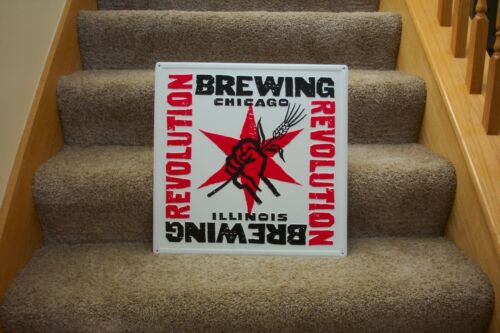 BREWING
CHICAGO
REVOLUTION
REVOLUTION
ILLINOIS
BREWING